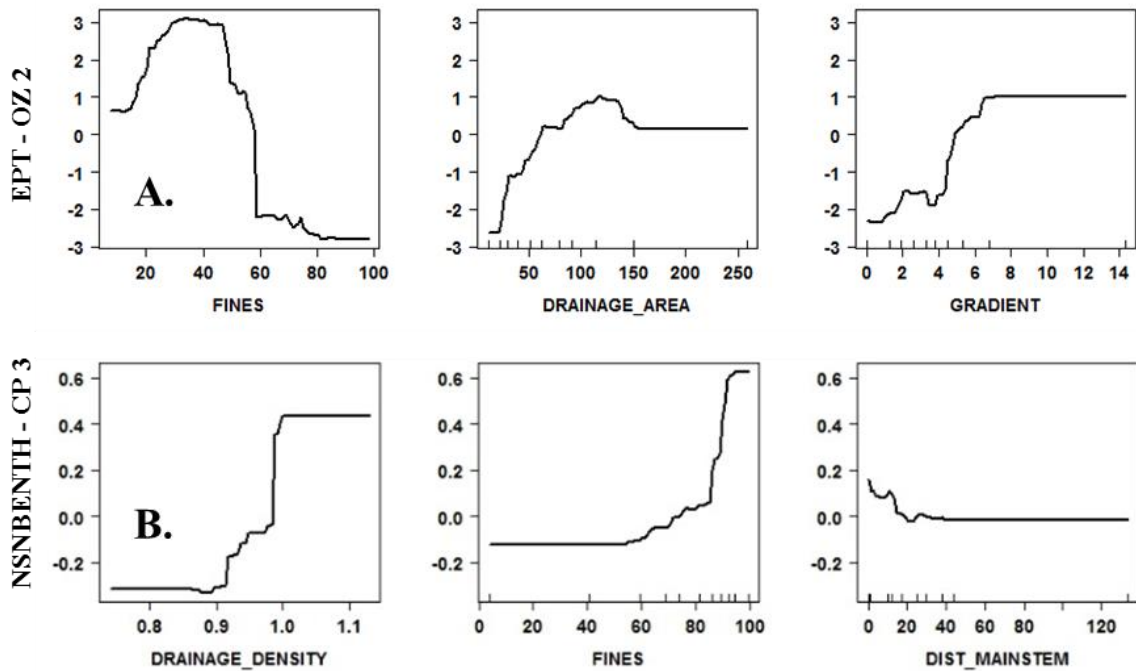 EPT - OZ 2
3
2
1
0
-1
-2
-3
A.
20 40 60 80 100
FINES
3
2
1
0
-1
-2
-3
50 100 150 200 250
DRAINAGE_AREA
3
2
1
0
-1
-2
-3
0 2 4 6 8 10 12 14
GRADIENT
NSNBENTH - CP 3
0.6
0.4
0.2
0.0
-0.2
B.
0.8 0.9 1.0 1.1
DRAINAGE_DENSITY
0.6
0.4
0.2
0.0
-0.2
0 20 40 60 80 100
FINES
0.6
0.4
0.2
0.0
-0.2
0 20 40 60 80 120
DIST_MAINSTEM